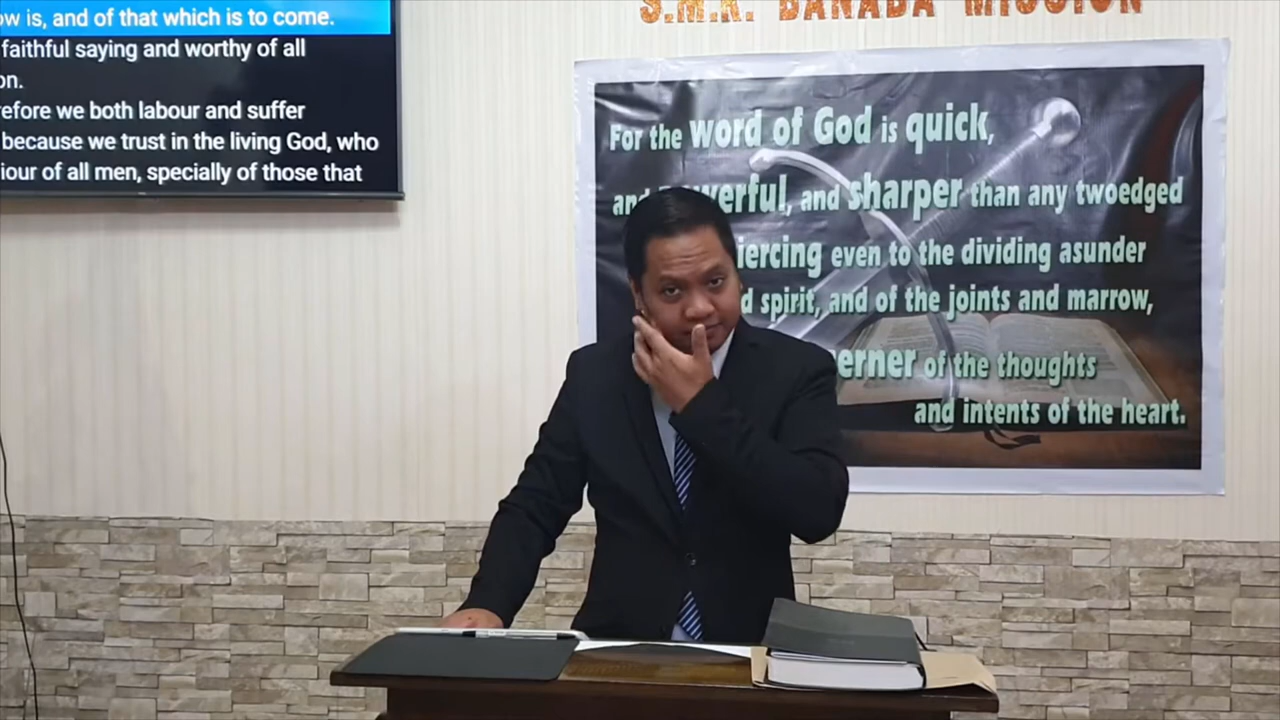 ow is, and of that which is to come.
faithful saying and worthy of all
on.
efore we both labour and suffer
because we trust in the living God, who
iour of all men, specially of those that
S.M.K. BANABA MISSION
For the word of God is quick,
and powerful, and sharper than any twoedged
iercing even to the dividing asunder
d spirit, and of the joints and marrow,
erner of the thoughts
and intents of the heart.